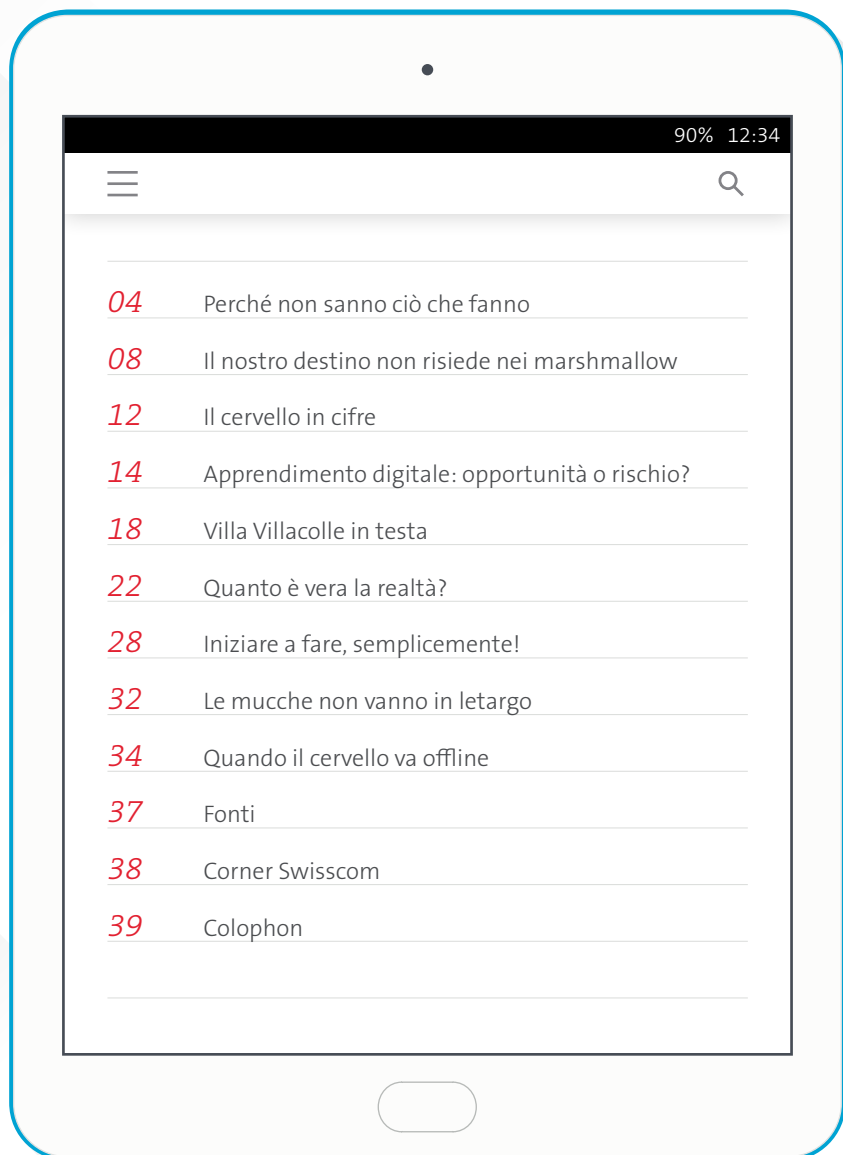 90% 12:34
04 Perché non sanno ciò che fanno
08 Il nostro destino non risiede nei marshmallow
12 Il cervello in cifre
14 Apprendimento digitale: opportunità o rischio?
18 Villa Villacolle in testa
22 Quanto è vera la realtà?
28 Iniziare a fare, semplicemente!
32 Le mucche non vanno in letargo
34 Quando il cervello va offline
37 Fonti
38 Corner Swisscom
39 Colophon